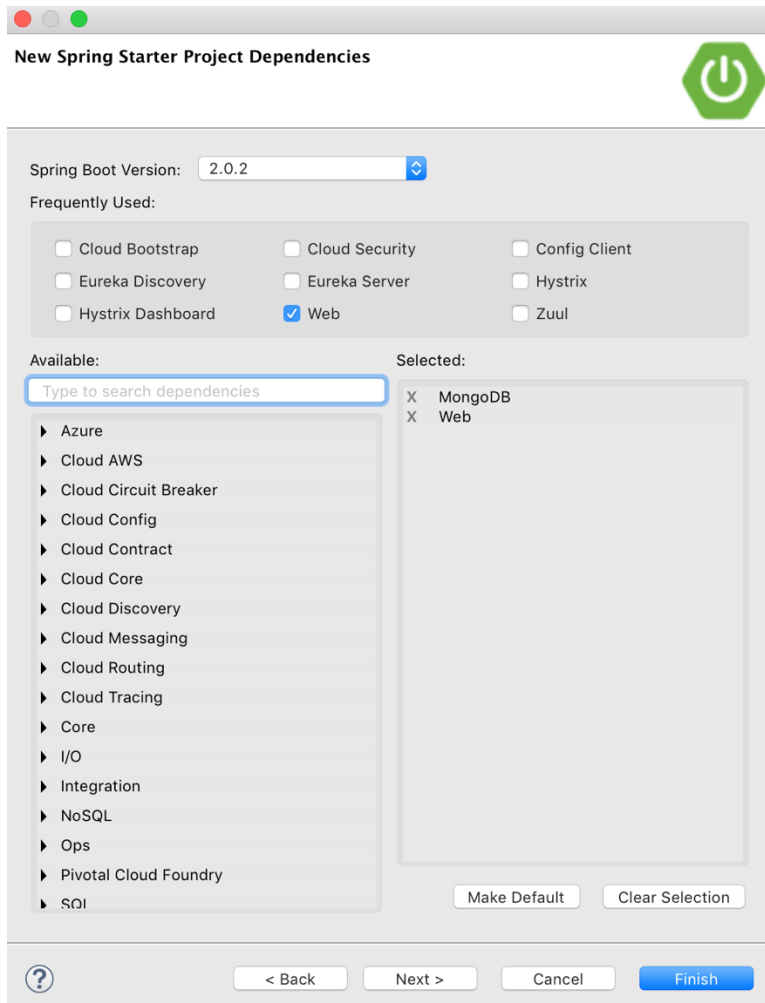 New Spring Starter Project Dependencies
Spring Boot Version: 2.0.2
Frequently Used:
Cloud Bootstrap Cloud Security Config Client
Eureka Discovery Eureka Server Hystrix
Hystrix Dashboard Web Zuul
Available:
Type to search dependencies
Azure
Cloud AWS
Cloud Circuit Breaker
Cloud Config
Cloud Contract
Cloud Core
Cloud Discovery
Cloud Messaging
Cloud Routing
Cloud Tracing
Core
I/O
Integration
NoSQL
Ops
Pivotal Cloud Foundry
SQL
Selected:
X MongoDB
X Web
Make Default Clear Selection
? < Back Next > Cancel Finish